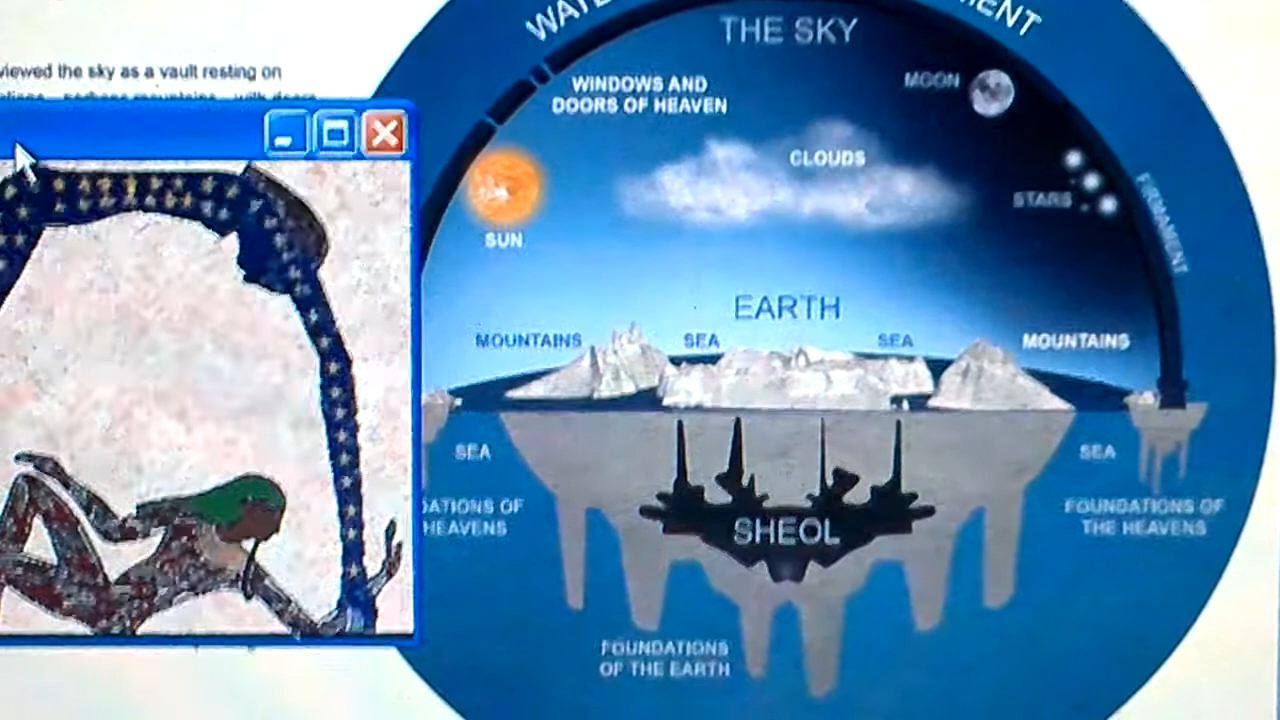 viewed the sky as a vault resting on
THE SKY
WINDOWS AND
DOORS OF HEAVEN
MOON
CLOUDS
STARS
FIRMAMENT
SUN
EARTH
MOUNTAINS
SEA
SEA
MOUNTAINS
SEA
SEA
HEAVENS
FOUNDATIONS OF
THE HEAVENS
SHEOL
FOUNDATIONS
OF THE EARTH